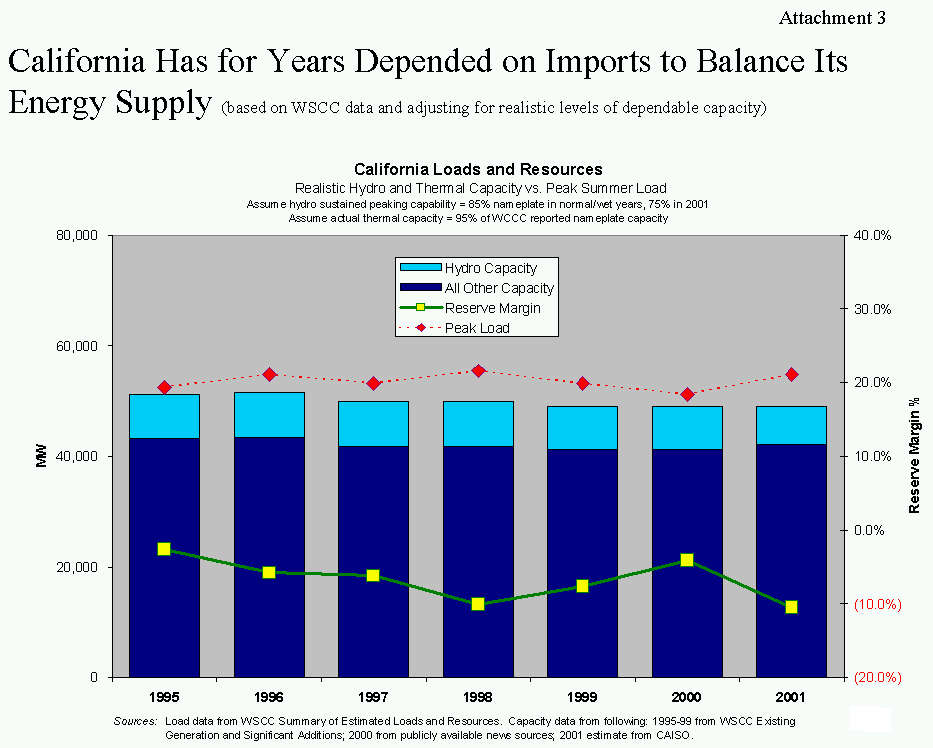 Attachment 3
California Has for Years Depended on Imports to Balance Its
Energy Supply (based on WSCC data and adjusting for realistic levels of dependable capacity)
California Loads and Resources
Realistic Hydro and Thermal Capacity vs. Peak Summer Load
Assume hydro sustained peaking capability = 85% nameplate in normal/wet years, 75% in 2001
Assume actual thermal capacity = 95% of WCCC reported nameplate capacity
80,000
60,000
40,000
20,000
0
MW
Hydro Capacity
All Other Capacity
Reserve Margin
Peak Load
40.0%
30.0%
20.0%
10.0%
0.0%
(10.0%)
(20.0%)
Reserve Margin %
1995 1996 1997 1998 1999 2000 2001
Sources: Load data from WSCC Summary of Estimated Loads and Resources. Capacity data from following: 1995-99 from WSCC Existing
Generation and Significant Additions; 2000 from publicly available news sources; 2001 estimate from CAISO.